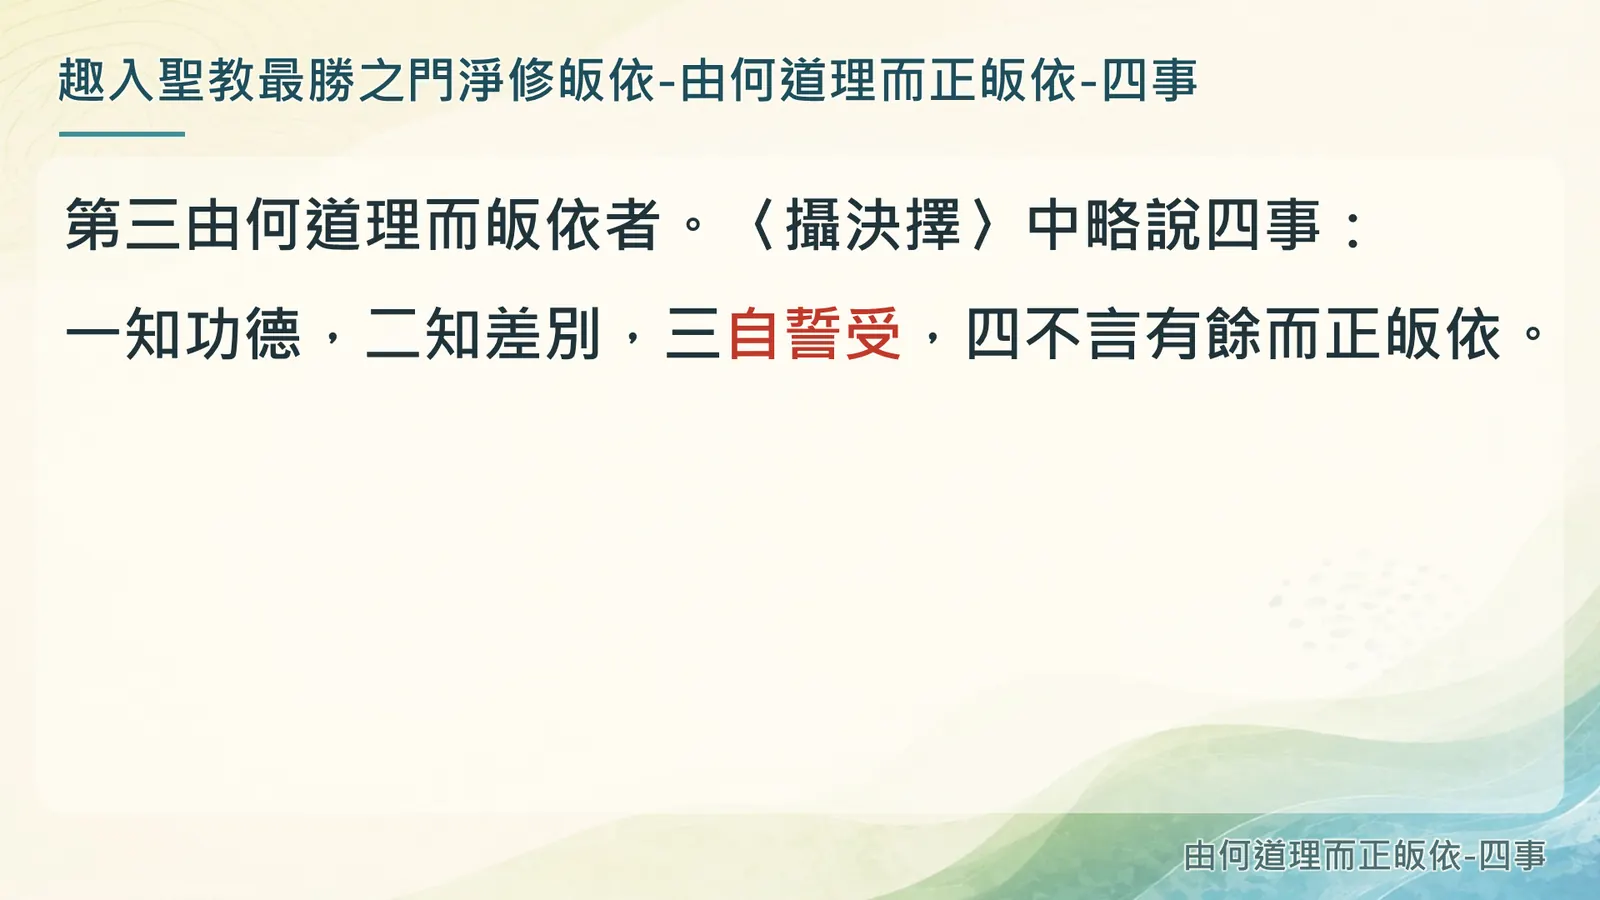 趣入聖教最勝之門淨修皈依-由何道理而正皈依-四事
第三由何道理而皈依者。〈攝決擇〉中略說四事：
一知功德，二知差別，三自誓受，四不言有餘而正皈依。
由何道理而正皈依-四事